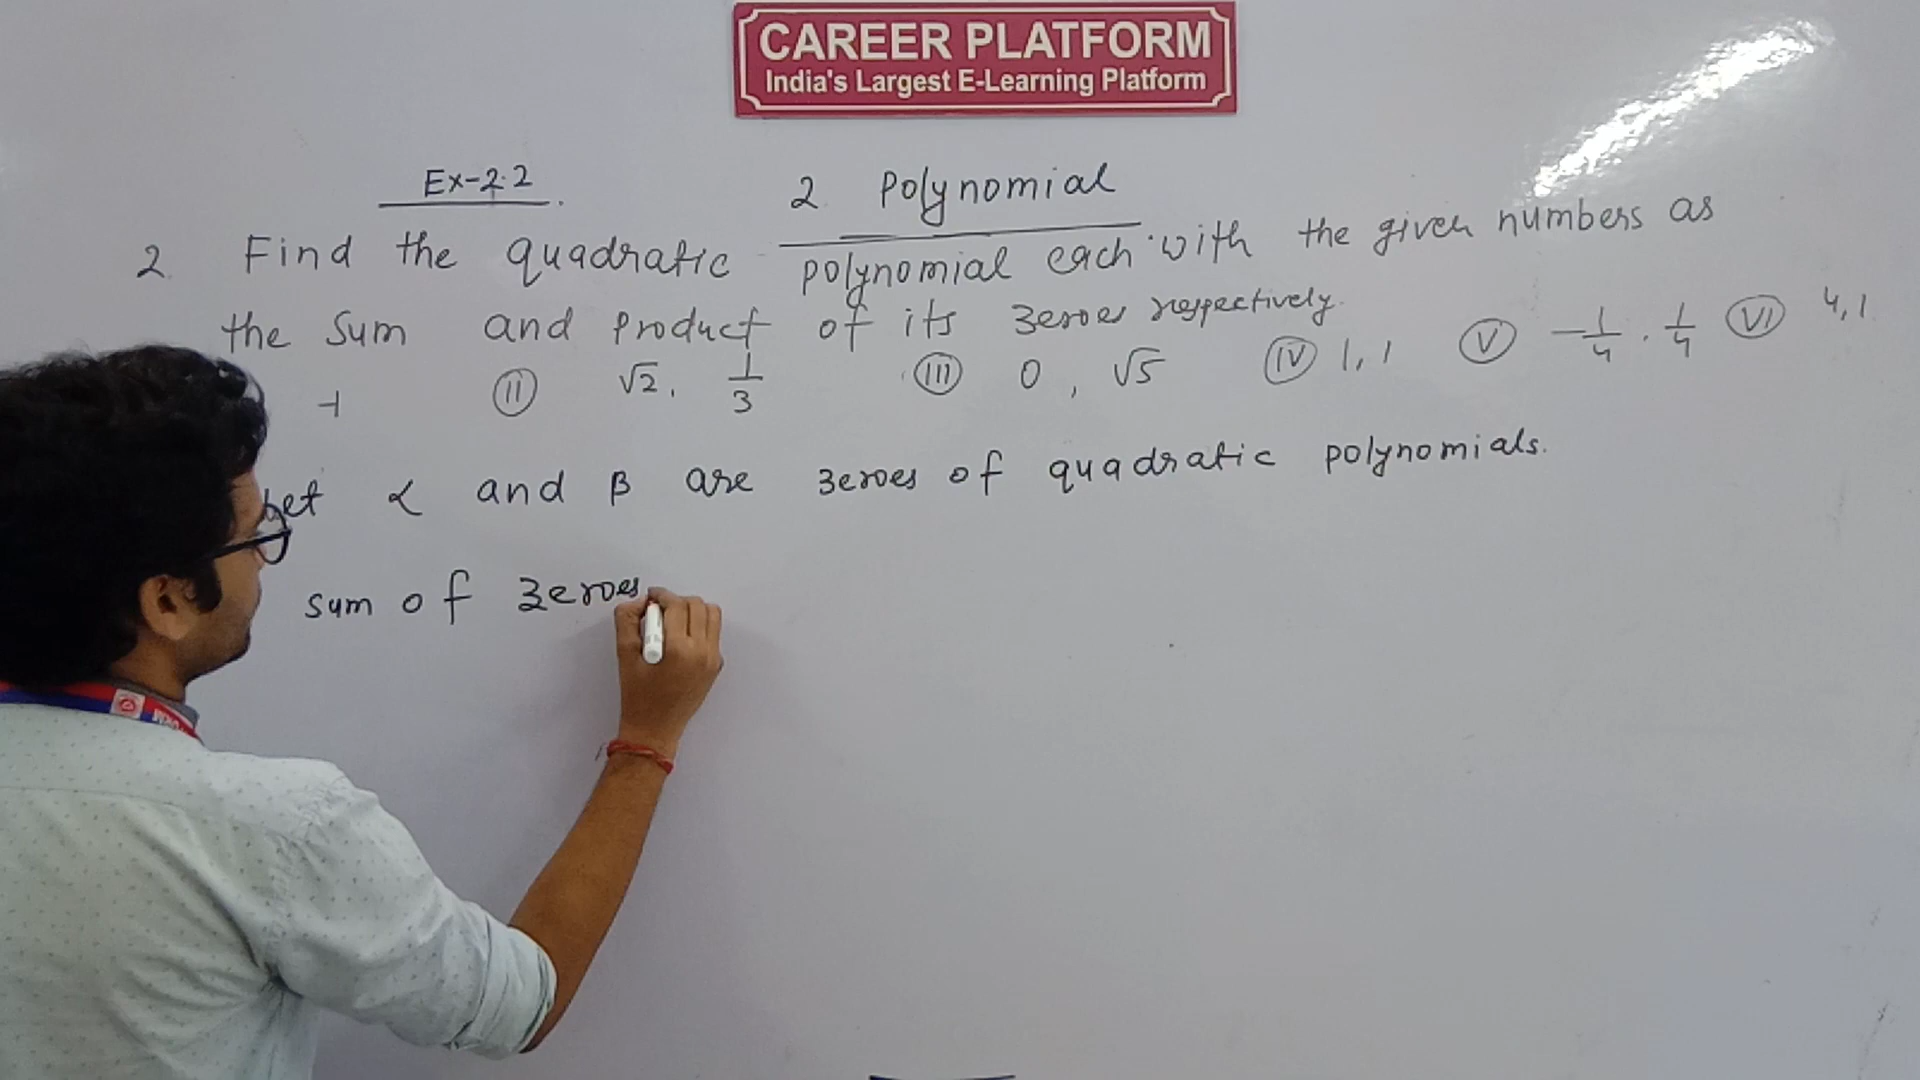 CAREER PLATFORM
India's Largest E-Learning Platform
Ex-2.2
2 Polynomial
2. Find the quadratic polynomial each with the given numbers as
the sum and product of its zeroes respectively.
-1 (II) √2, 1/3 (III) 0, √5 (IV) 1, 1 (V) -1/4, 1/4 (VI) 4, 1
Let α and β are zeroes of quadratic polynomials.
sum of zeroes